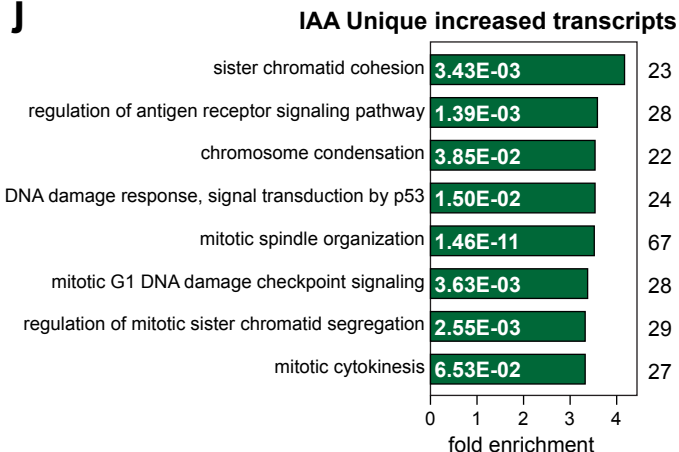 J
IAA Unique increased transcripts
sister chromatid cohesion 3.43E-03 23
regulation of antigen receptor signaling pathway 1.39E-03 28
chromosome condensation 3.85E-02 22
DNA damage response, signal transduction by p53 1.50E-02 24
mitotic spindle organization 1.46E-11 67
mitotic G1 DNA damage checkpoint signaling 3.63E-03 28
regulation of mitotic sister chromatid segregation 2.55E-03 29
mitotic cytokinesis 6.53E-02 27
0 1 2 3 4
fold enrichment